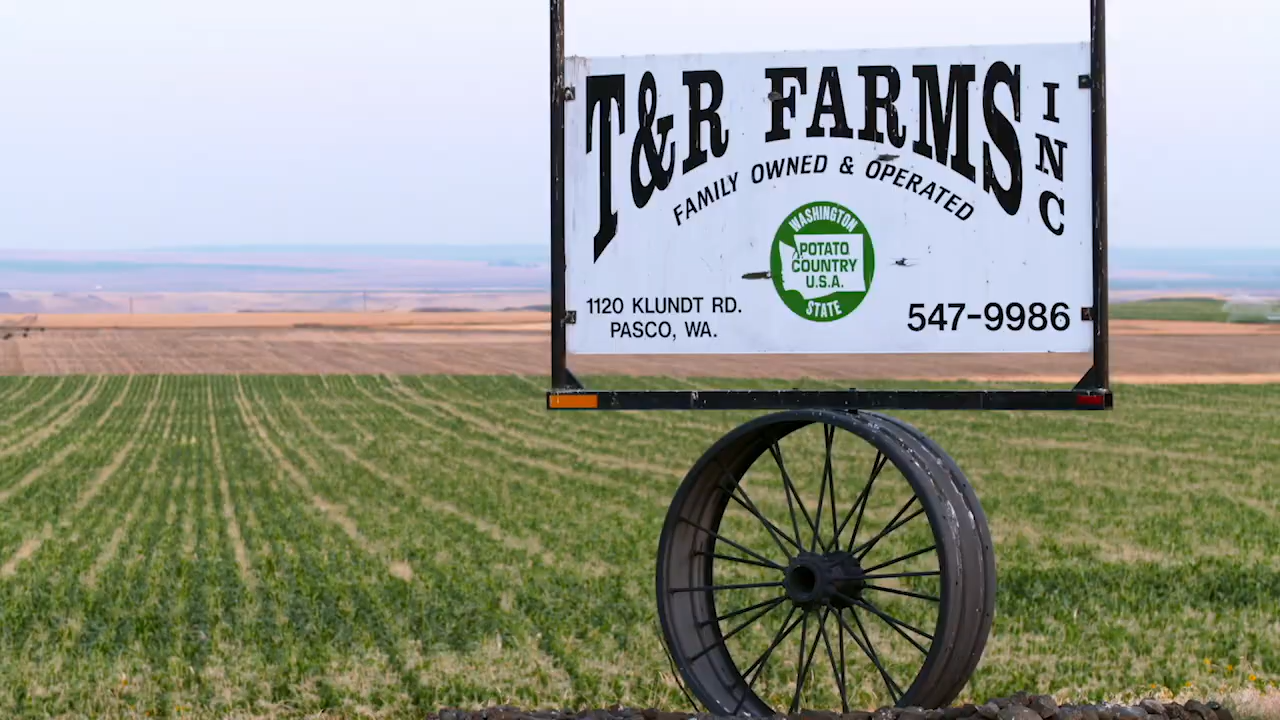 T&R FARMS INC
FAMILY OWNED & OPERATED
WASHINGTON
POTATO
COUNTRY
U.S.A.
STATE
1120 KLUNDT RD.
PASCO, WA.
547-9986